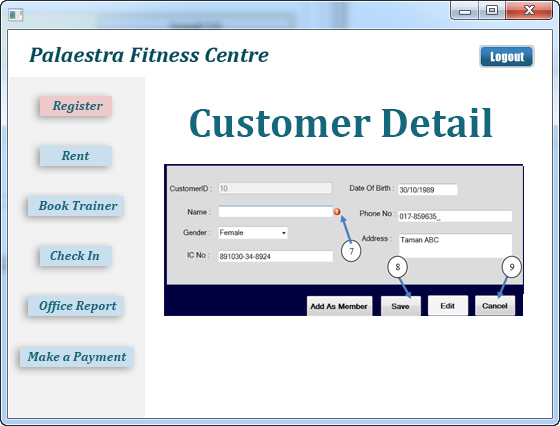 Palaestra Fitness Centre
Logout
Register
Rent
Book Trainer
Check In
Office Report
Make a Payment
Customer Detail
CustomerID : 10
Date Of Birth : 30/10/1989
Name :
Phone No : 017-859635_
Gender : Female
7
Address : Taman ABC
IC No : 891030-34-8924
8
9
Add As Member Save Edit Cancel